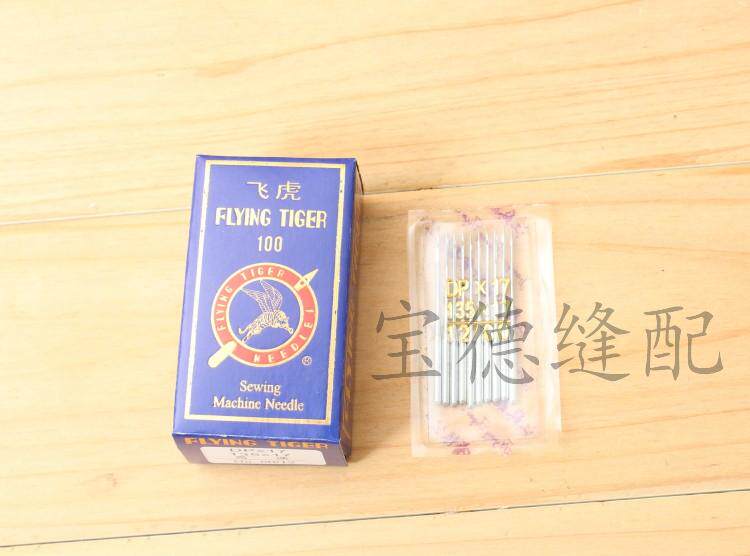 飞虎
FLYING TIGER
100
FLYING TIGER
NEEDLE
®
Sewing
Machine Needle
FLYING TIGER
DP×17
135×17
DP × 17
宝德缝配